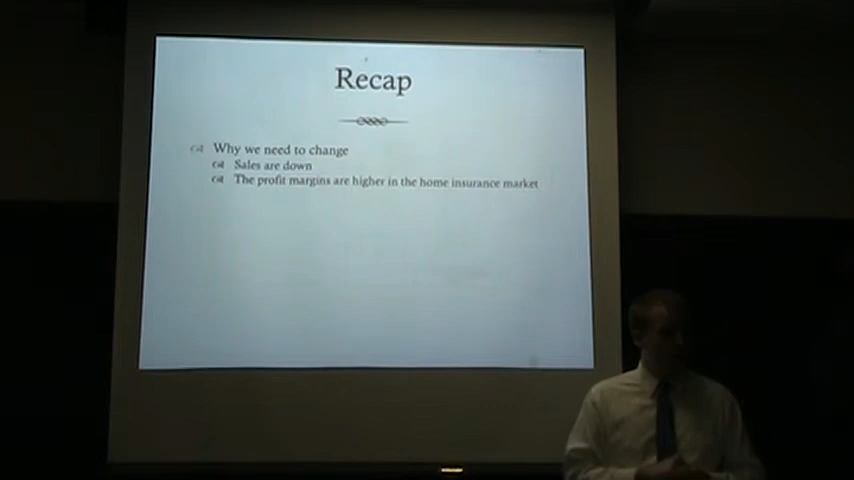 Recap
Why we need to change
Sales are down
The profit margins are higher in the home insurance market